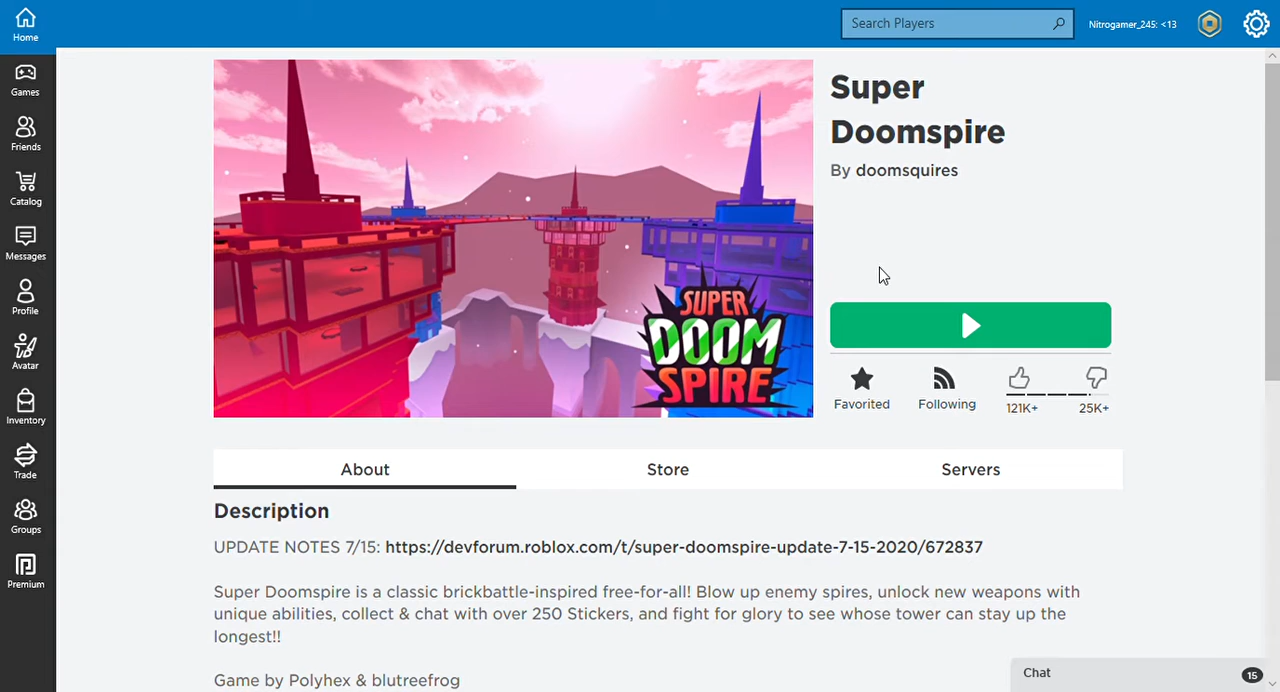 Home
Search Players
Nitrogamer_245: <13
Games
Friends
Catalog
Messages
Profile
Avatar
Inventory
Trade
Groups
Premium
SUPER
DOOM
SPIRE
Super
Doomspire
By doomsquires
Favorited
Following
121K+
25K+
About
Store
Servers
Description
UPDATE NOTES 7/15: https://devforum.roblox.com/t/super-doomspire-update-7-15-2020/672837
Super Doomspire is a classic brickbattle-inspired free-for-all! Blow up enemy spires, unlock new weapons with
unique abilities, collect & chat with over 250 Stickers, and fight for glory to see whose tower can stay up the
longest!!
Game by Polyhex & blutreefrog
Chat
15